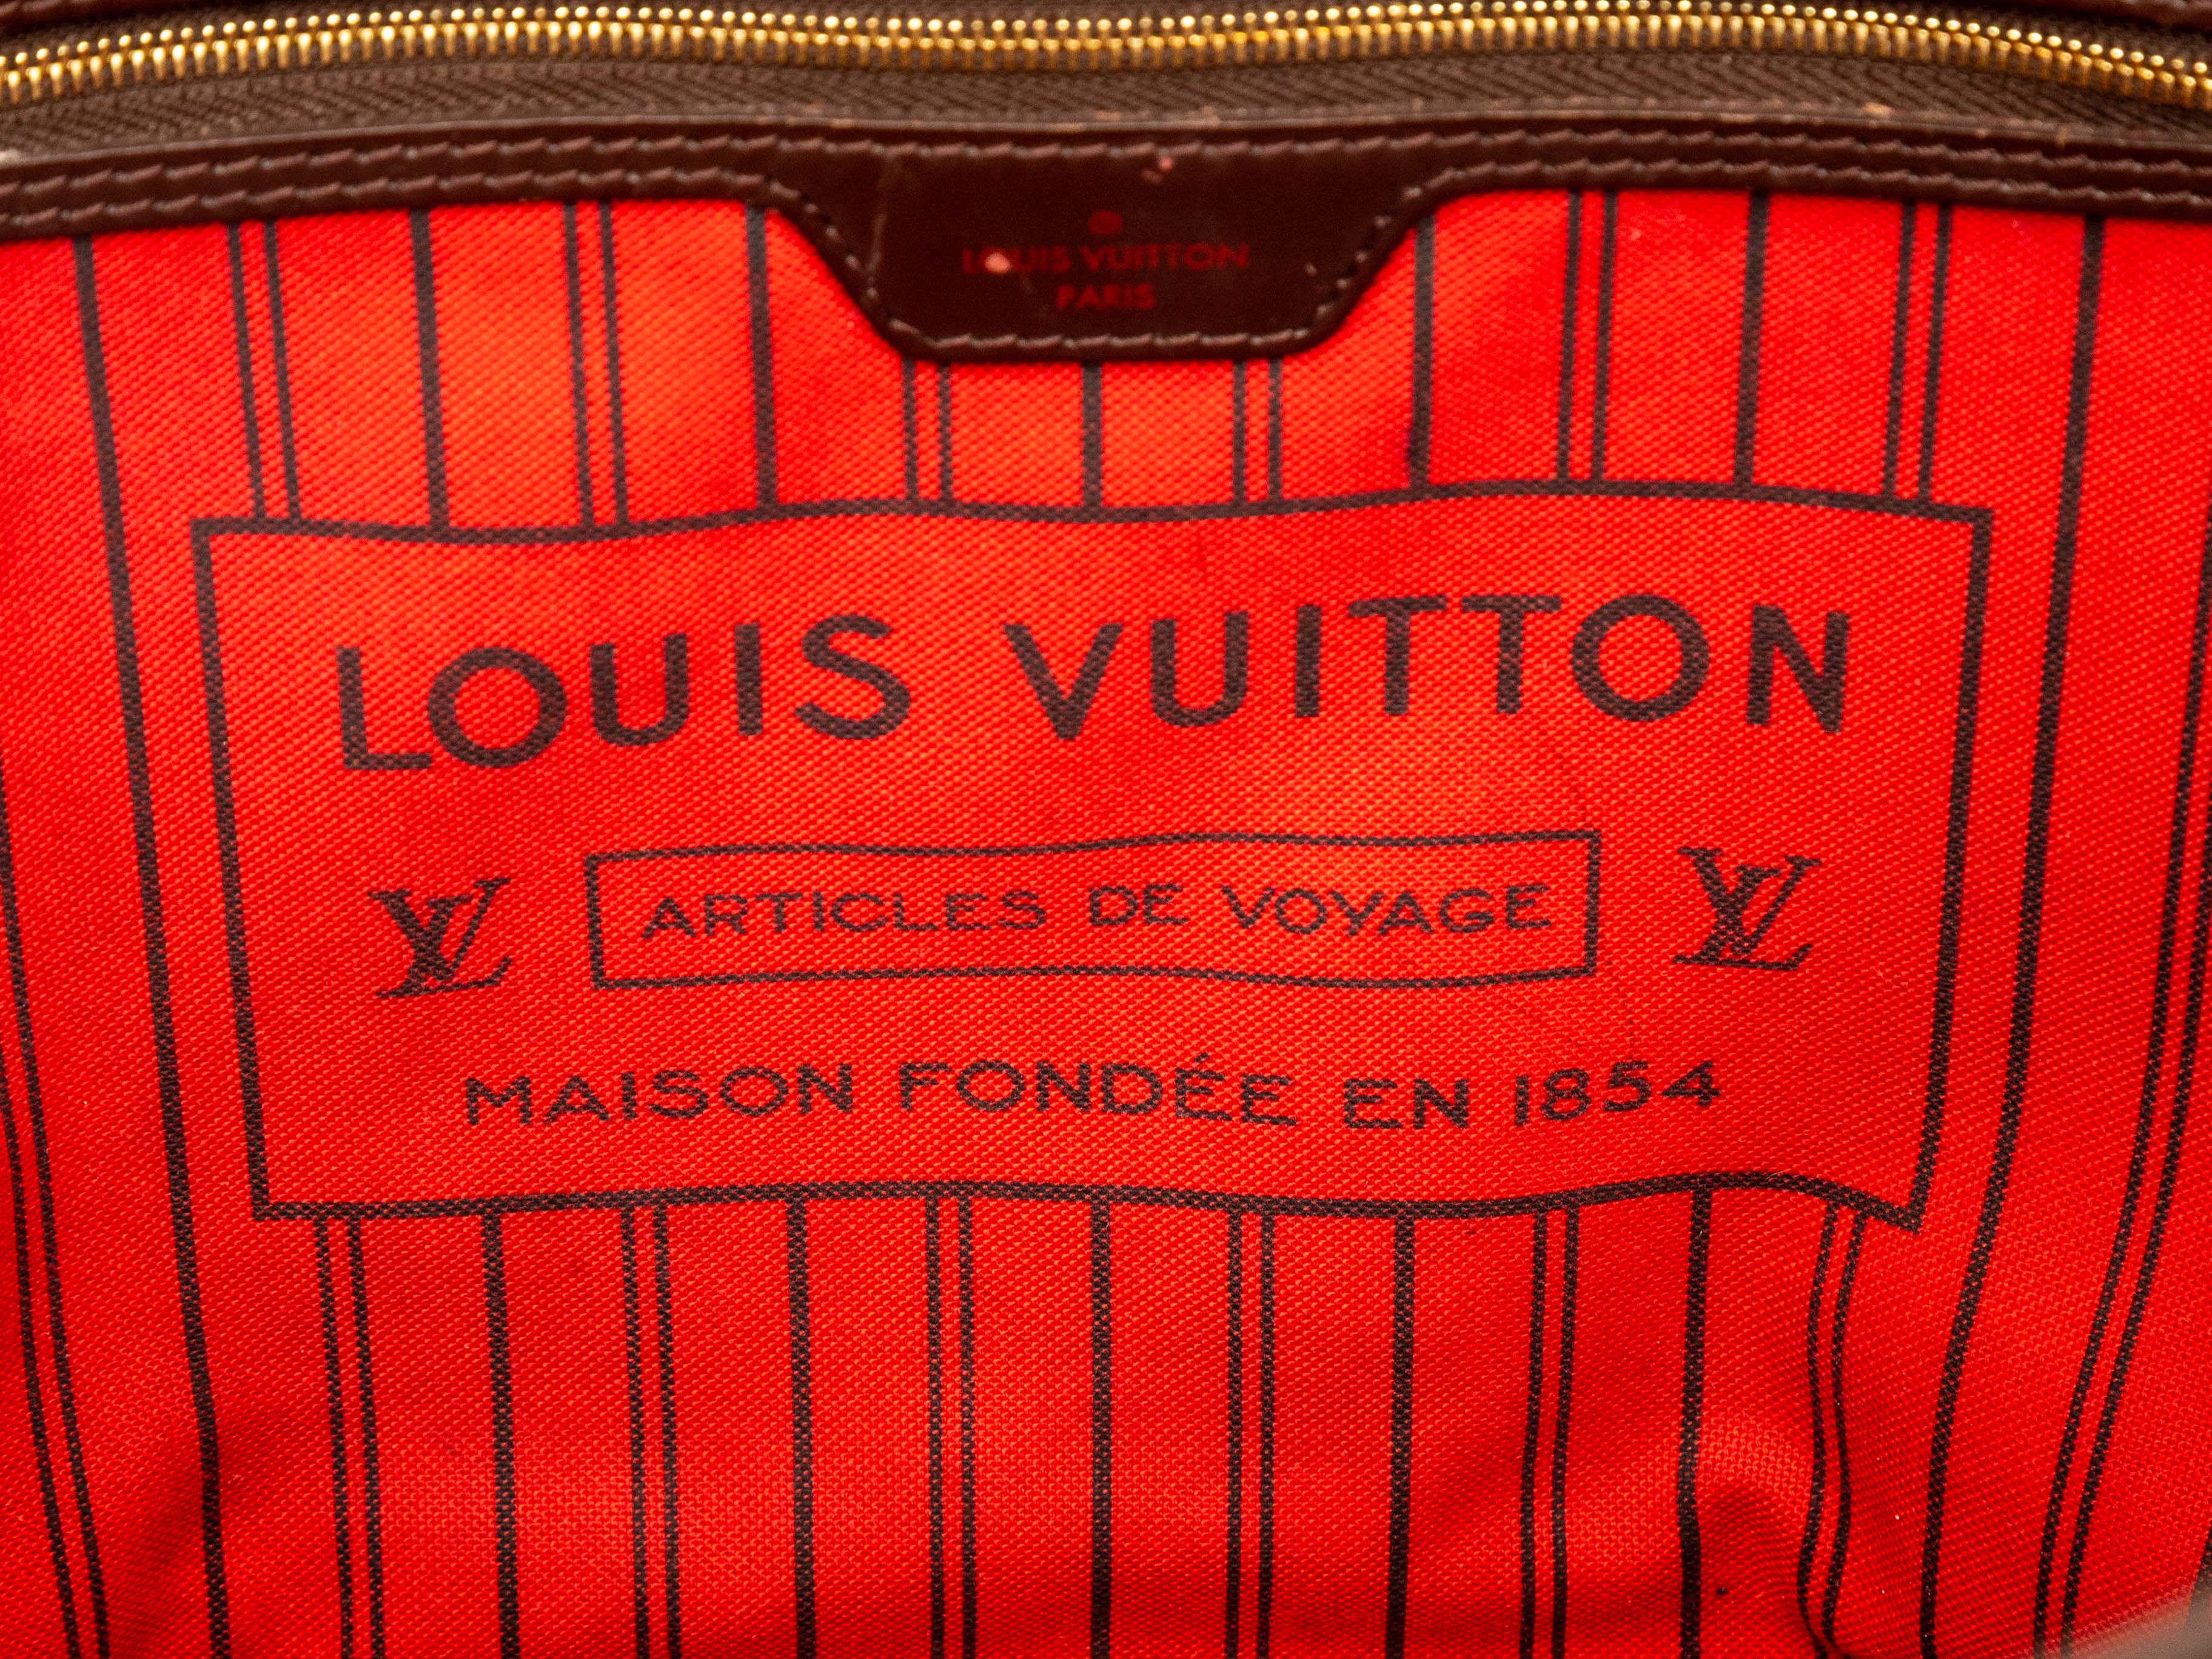 LOUIS VUITTON
PARIS
LOUIS VUITTON
LV ARTICLES DE VOYAGE LV
MAISON FONDÉE EN 1854